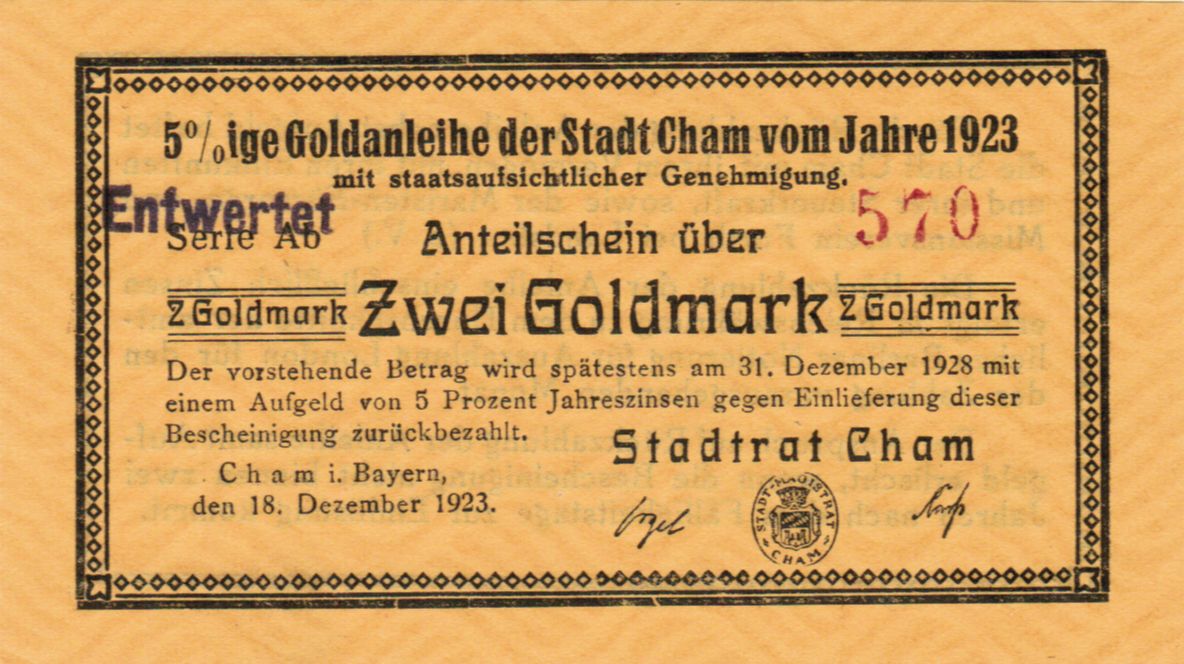 5%ige Goldanleihe der Stadt Cham vom Jahre 1923
mit staatsaufsichtlicher Genehmigung.
Entwertet
570
Serie Ab
Anteilschein über
2 Goldmark Zwei Goldmark 2 Goldmark
Der vorstehende Betrag wird spätestens am 31. Dezember 1928 mit
einem Aufgeld von 5 Prozent Jahreszinsen gegen Einlieferung dieser
Bescheinigung zurückbezahlt.
Stadtrat Cham
Cham i. Bayern,
den 18. Dezember 1923.
STADT-MAGISTRAT
CHAM